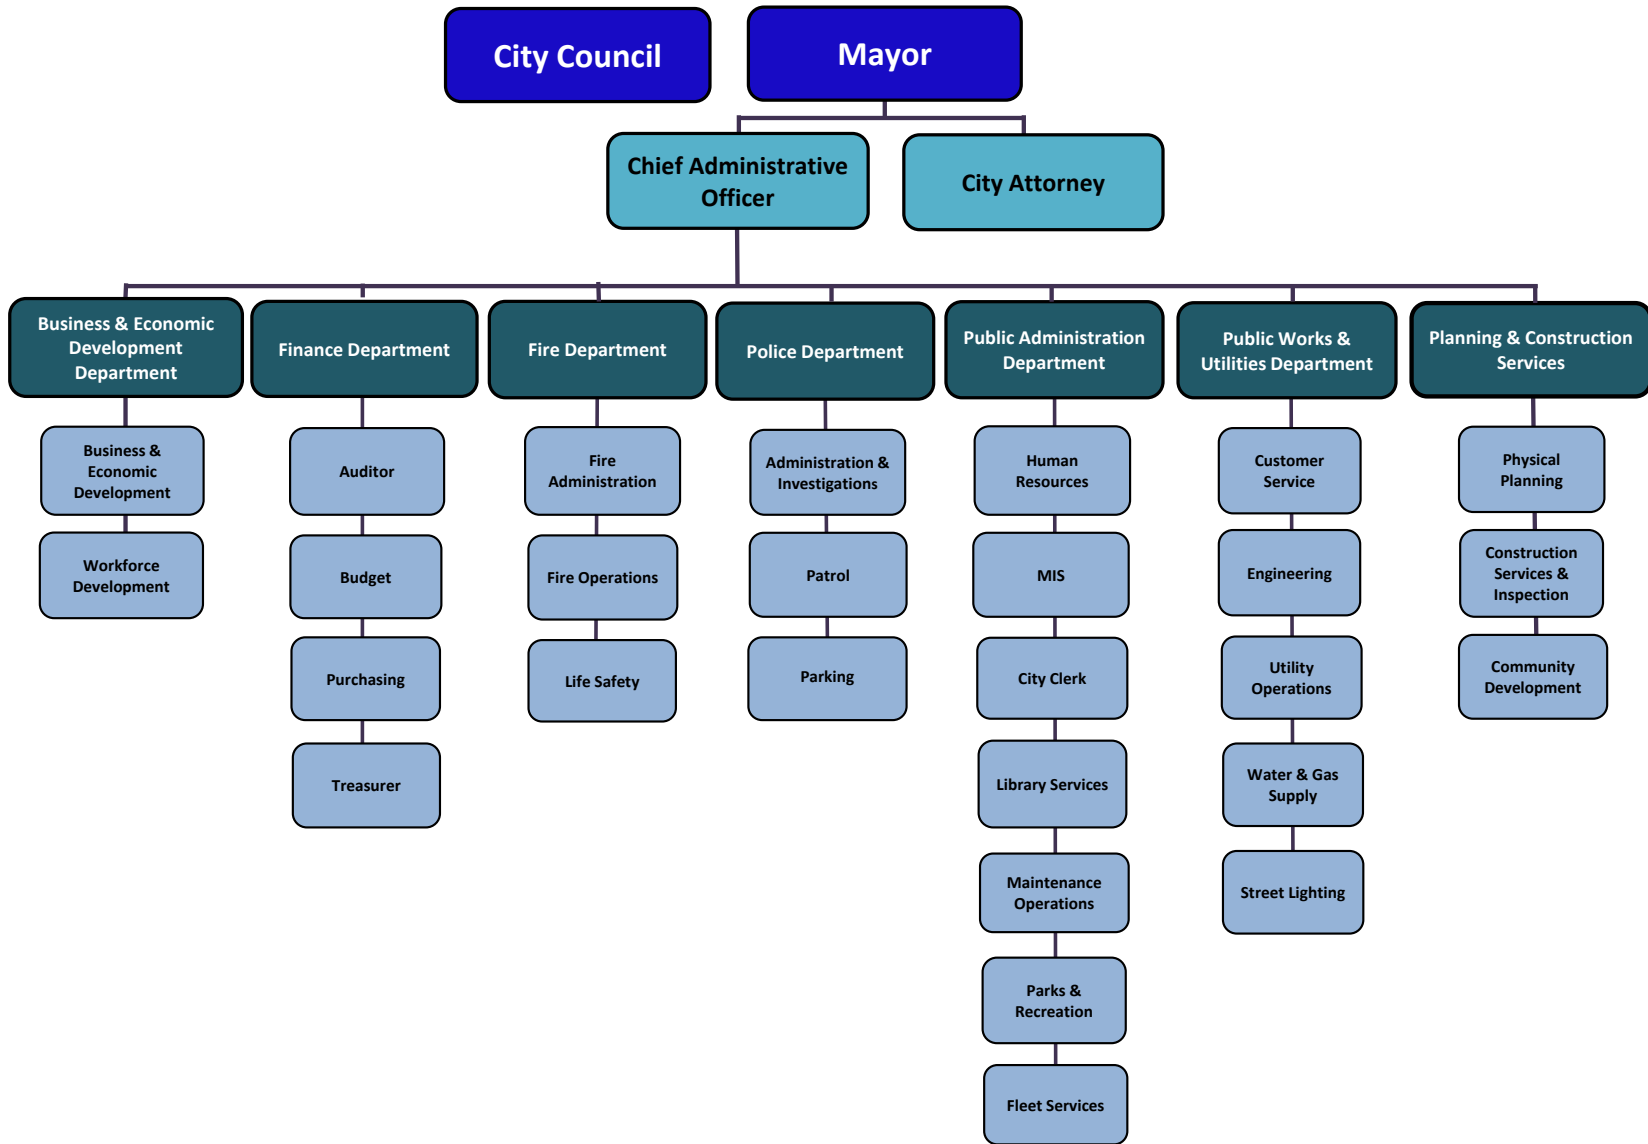 City Council
Mayor
Chief Administrative
Officer
City Attorney
Business & Economic
Development
Department
Finance Department
Fire Department
Police Department
Public Administration
Department
Public Works &
Utilities Department
Planning & Construction
Services
Business &
Economic
Development
Workforce
Development
Auditor
Budget
Purchasing
Treasurer
Fire
Administration
Fire Operations
Life Safety
Administration &
Investigations
Patrol
Parking
Human
Resources
MIS
City Clerk
Library Services
Maintenance
Operations
Parks &
Recreation
Fleet Services
Customer
Service
Engineering
Utility
Operations
Water & Gas
Supply
Street Lighting
Physical
Planning
Construction
Services &
Inspection
Community
Development